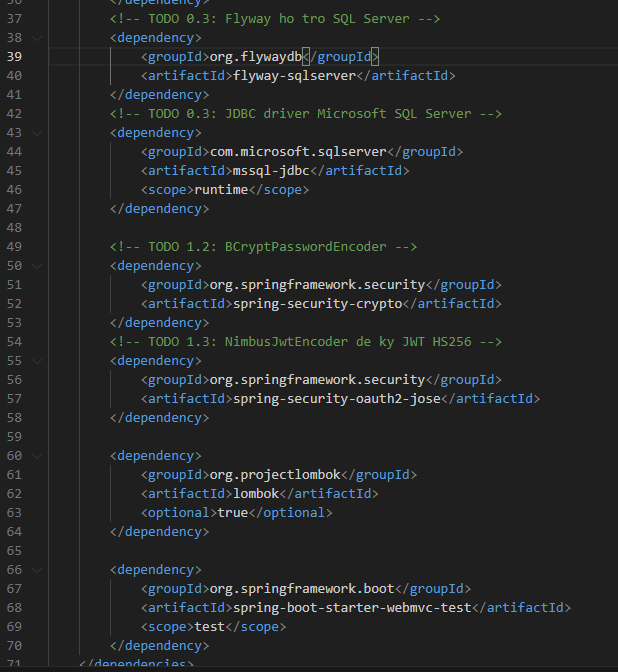 36 </dependency>
37 <!-- TODO 0.3: Flyway ho tro SQL Server -->
38 <dependency>
39 <groupId>org.flywaydb</groupId>
40 <artifactId>flyway-sqlserver</artifactId>
41 </dependency>
42 <!-- TODO 0.3: JDBC driver Microsoft SQL Server -->
43 <dependency>
44 <groupId>com.microsoft.sqlserver</groupId>
45 <artifactId>mssql-jdbc</artifactId>
46 <scope>runtime</scope>
47 </dependency>
48
49 <!-- TODO 1.2: BCryptPasswordEncoder -->
50 <dependency>
51 <groupId>org.springframework.security</groupId>
52 <artifactId>spring-security-crypto</artifactId>
53 </dependency>
54 <!-- TODO 1.3: NimbusJwtEncoder de ky JWT HS256 -->
55 <dependency>
56 <groupId>org.springframework.security</groupId>
57 <artifactId>spring-security-oauth2-jose</artifactId>
58 </dependency>
59
60 <dependency>
61 <groupId>org.projectlombok</groupId>
62 <artifactId>lombok</artifactId>
63 <optional>true</optional>
64 </dependency>
65
66 <dependency>
67 <groupId>org.springframework.boot</groupId>
68 <artifactId>spring-boot-starter-webmvc-test</artifactId>
69 <scope>test</scope>
70 </dependency>
71 </dependencies>